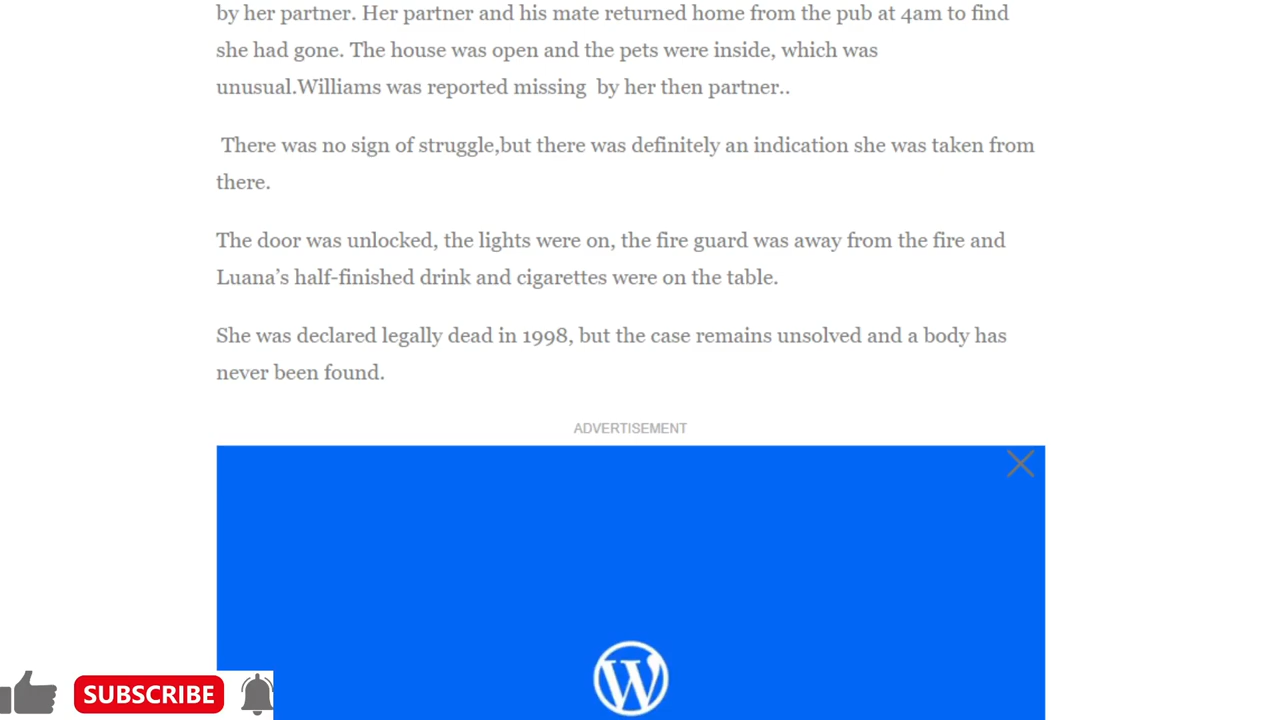 by her partner. Her partner and his mate returned home from the pub at 4am to find
she had gone. The house was open and the pets were inside, which was
unusual.Williams was reported missing  by her then partner..
There was no sign of struggle,but there was definitely an indication she was taken from
there.
The door was unlocked, the lights were on, the fire guard was away from the fire and
Luana’s half-finished drink and cigarettes were on the table.
She was declared legally dead in 1998, but the case remains unsolved and a body has
never been found.
ADVERTISEMENT
W
SUBSCRIBE